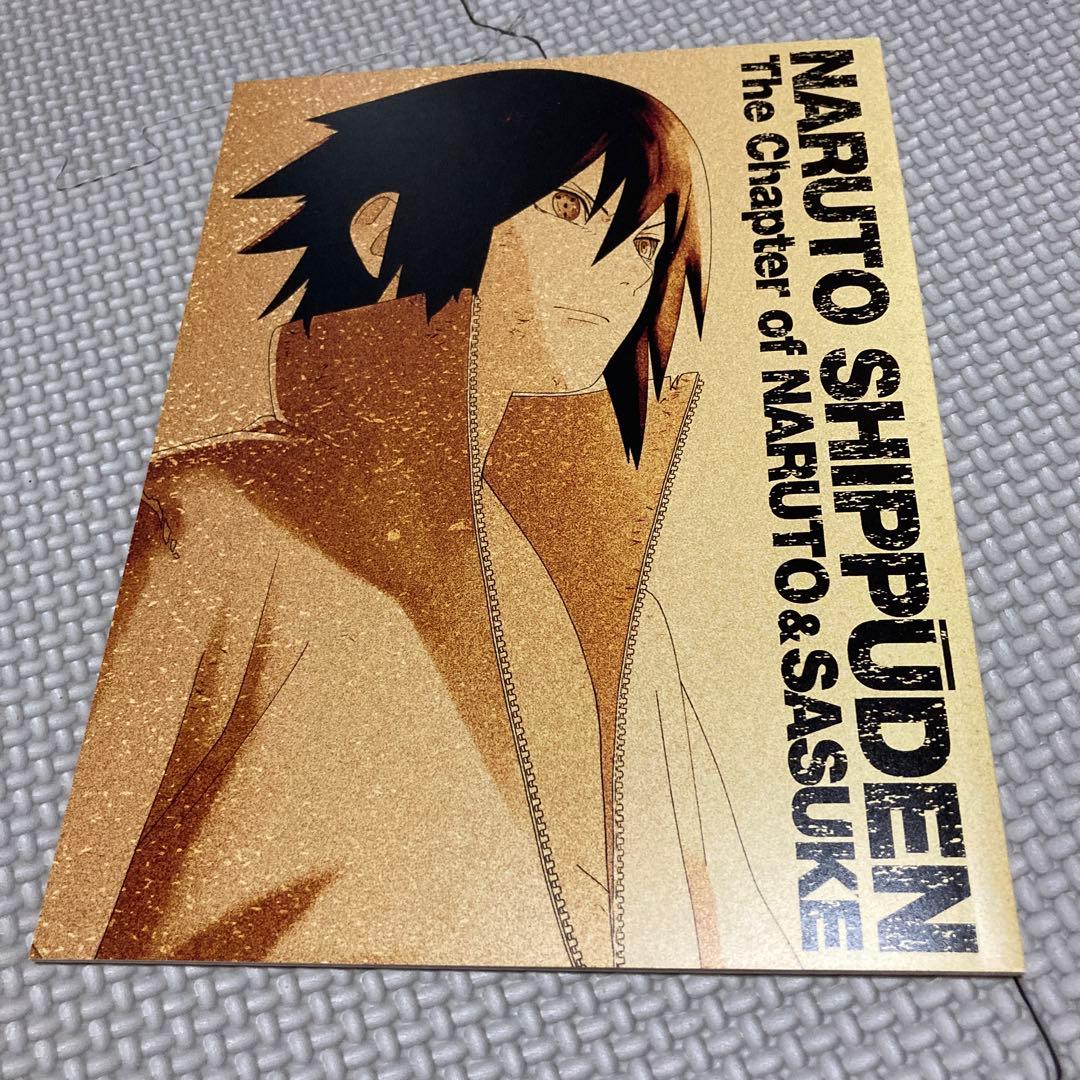 NARUTO SHIPPŪDEN
The Chapter of NARUTO&SASUKE